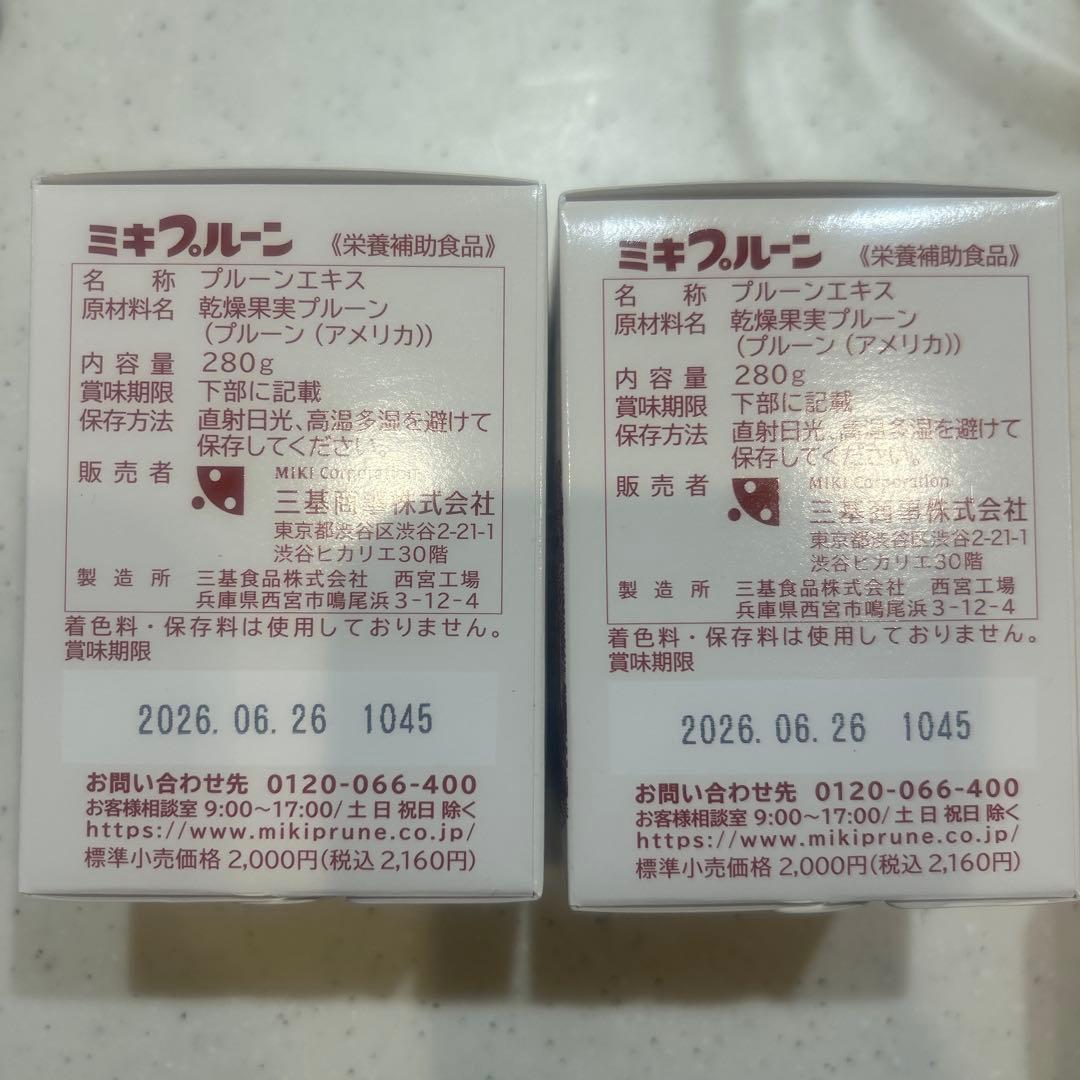 ミキプルーン 《栄養補助食品》
名称 プルーンエキス
原材料名 乾燥果実プルーン
(プルーン(アメリカ))
内容量 280g
賞味期限 下部に記載
保存方法 直射日光、高温多湿を避けて
保存してください。
販売者 MIKI Corporation
三基商事株式会社
東京都渋谷区渋谷2-21-1
渋谷ヒカリエ30階
製造所 三基食品株式会社 西宮工場
兵庫県西宮市鳴尾浜3-12-4
着色料・保存料は使用しておりません。
賞味期限
2026.06.26 1045
お問い合わせ先 0120-066-400
お客様相談室 9:00～17:00/土 日 祝日 除く
https://www.mikiprune.co.jp/
標準小売価格 2,000円(税込 2,160円)
ミキプルーン 《栄養補助食品》
名称 プルーンエキス
原材料名 乾燥果実プルーン
(プルーン(アメリカ))
内容量 280g
賞味期限 下部に記載
保存方法 直射日光、高温多湿を避けて
保存してください。
販売者 MIKI Corporation
三基商事株式会社
東京都渋谷区渋谷2-21-1
渋谷ヒカリエ30階
製造所 三基食品株式会社 西宮工場
兵庫県西宮市鳴尾浜3-12-4
着色料・保存料は使用しておりません。
賞味期限
2026.06.26 1045
お問い合わせ先 0120-066-400
お客様相談室 9:00～17:00/土 日 祝日 除く
https://www.mikiprune.co.jp/
標準小売価格 2,000円(税込 2,160円)